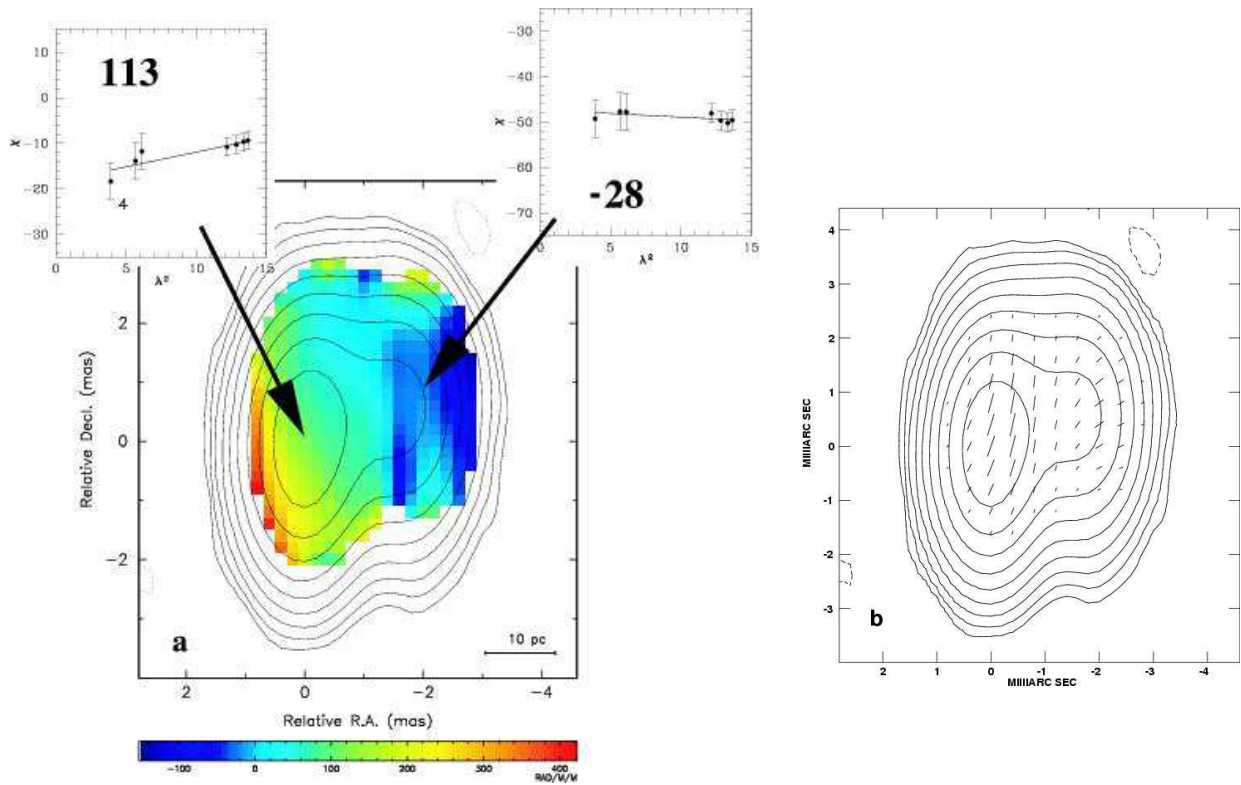 10
0
-10
-20
-30
χ
113
4
0 5 10 15
λ²
-30
-40
-50
-60
-70
χ
-28
0 5 10 15
λ²
2
0
-2
Relative Decl. (mas)
a
10 pc
2 0 -2 -4
Relative R.A. (mas)
-100 0 100 200 300 400
RAD/M/M
4
3
2
1
0
-1
-2
-3
MilliARC SEC
b
2 1 0 -1 -2 -3 -4
MilliARC SEC